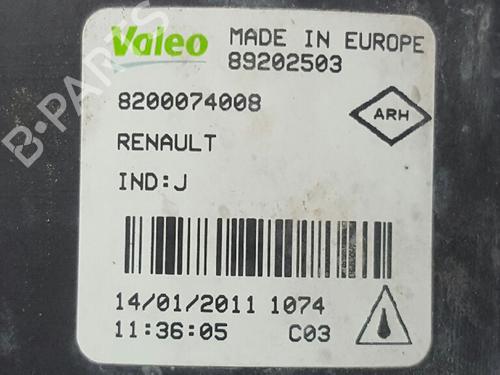 Valeo MADE IN EUROPE
89202503
8200074008
ARH
RENAULT
IND:J
14/01/2011 1074
11:36:05 C03
B-PARTS